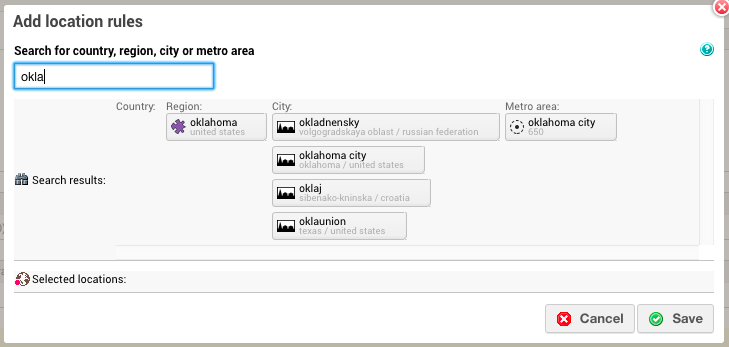 Add location rules
Search for country, region, city or metro area
okla
Country: Region: City: Metro area:
oklahoma
united states
okladnensky
volgogradskaya oblast / russian federation
oklahoma city
650
oklahoma city
oklahoma / united states
Search results:
oklaj
sibenako-kninska / croatia
oklaunion
texas / united states
Selected locations:
Cancel Save